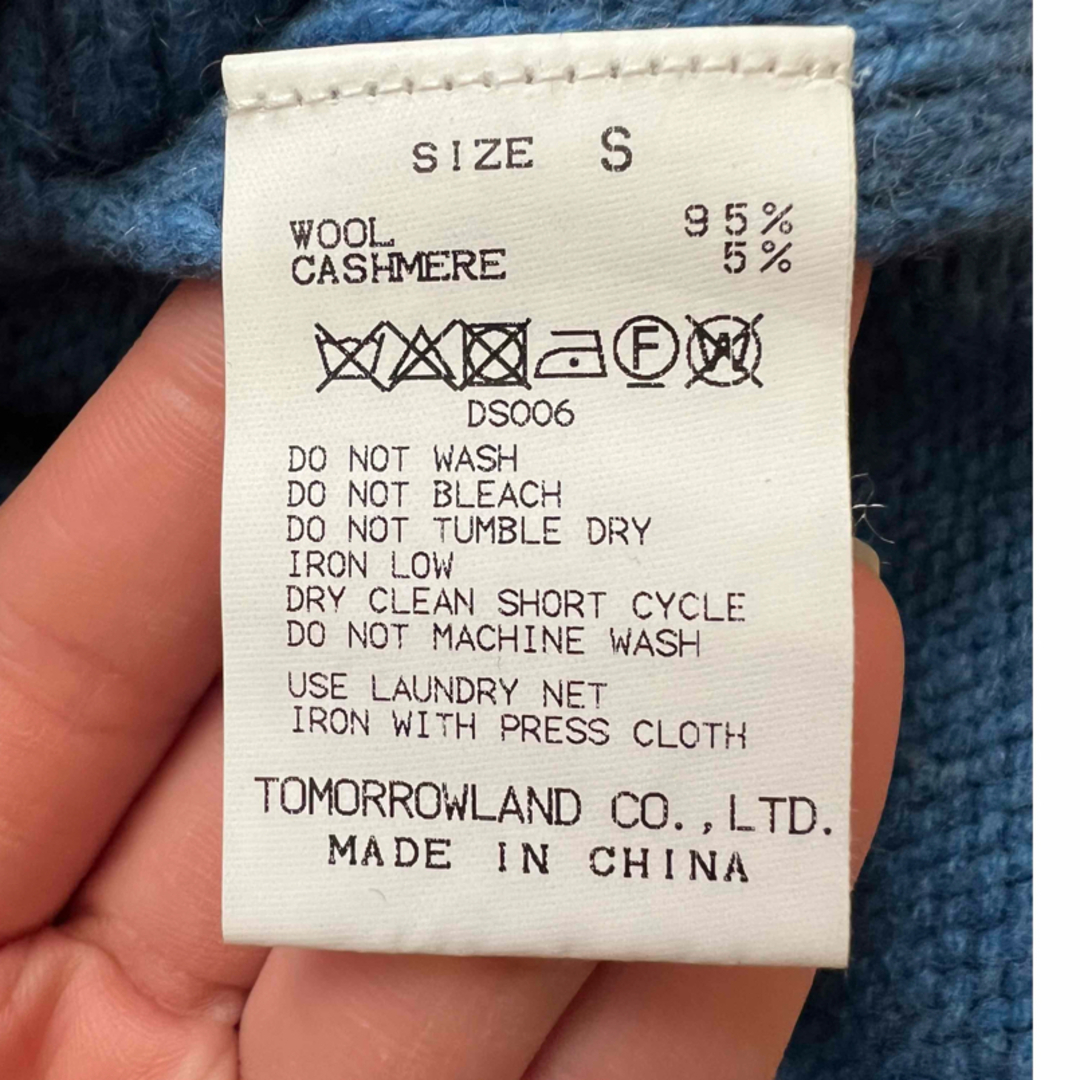 SIZE S
WOOL 95%
CASHMERE 5%
F W
DS006
DO NOT WASH
DO NOT BLEACH
DO NOT TUMBLE DRY
IRON LOW
DRY CLEAN SHORT CYCLE
DO NOT MACHINE WASH
USE LAUNDRY NET
IRON WITH PRESS CLOTH
TOMORROWLAND CO.,LTD.
MADE IN CHINA